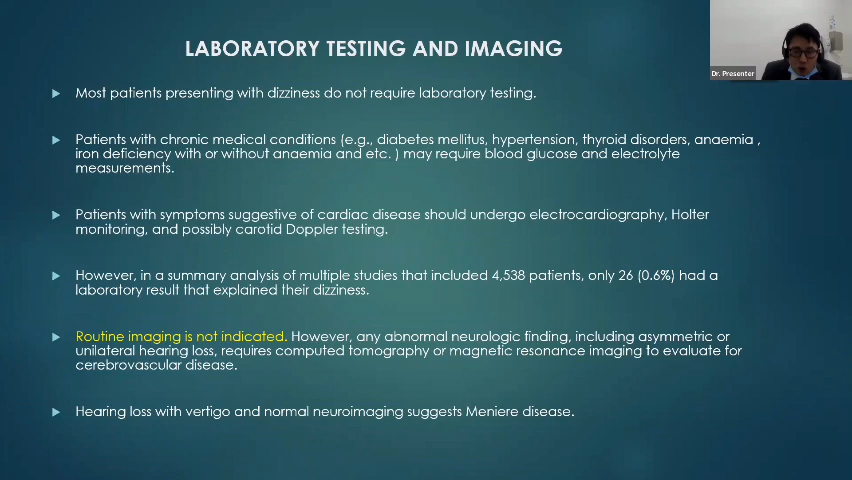 LABORATORY TESTING AND IMAGING
Dr. Presenter
Most patients presenting with dizziness do not require laboratory testing.
Patients with chronic medical conditions (e.g., diabetes mellitus, hypertension, thyroid disorders, anaemia ,
iron deficiency with or without anaemia and etc. ) may require blood glucose and electrolyte
measurements.
Patients with symptoms suggestive of cardiac disease should undergo electrocardiography, Holter
monitoring, and possibly carotid Doppler testing.
However, in a summary analysis of multiple studies that included 4,538 patients, only 26 (0.6%) had a
laboratory result that explained their dizziness.
Routine imaging is not indicated. However, any abnormal neurologic finding, including asymmetric or
unilateral hearing loss, requires computed tomography or magnetic resonance imaging to evaluate for
cerebrovascular disease.
Hearing loss with vertigo and normal neuroimaging suggests Meniere disease.